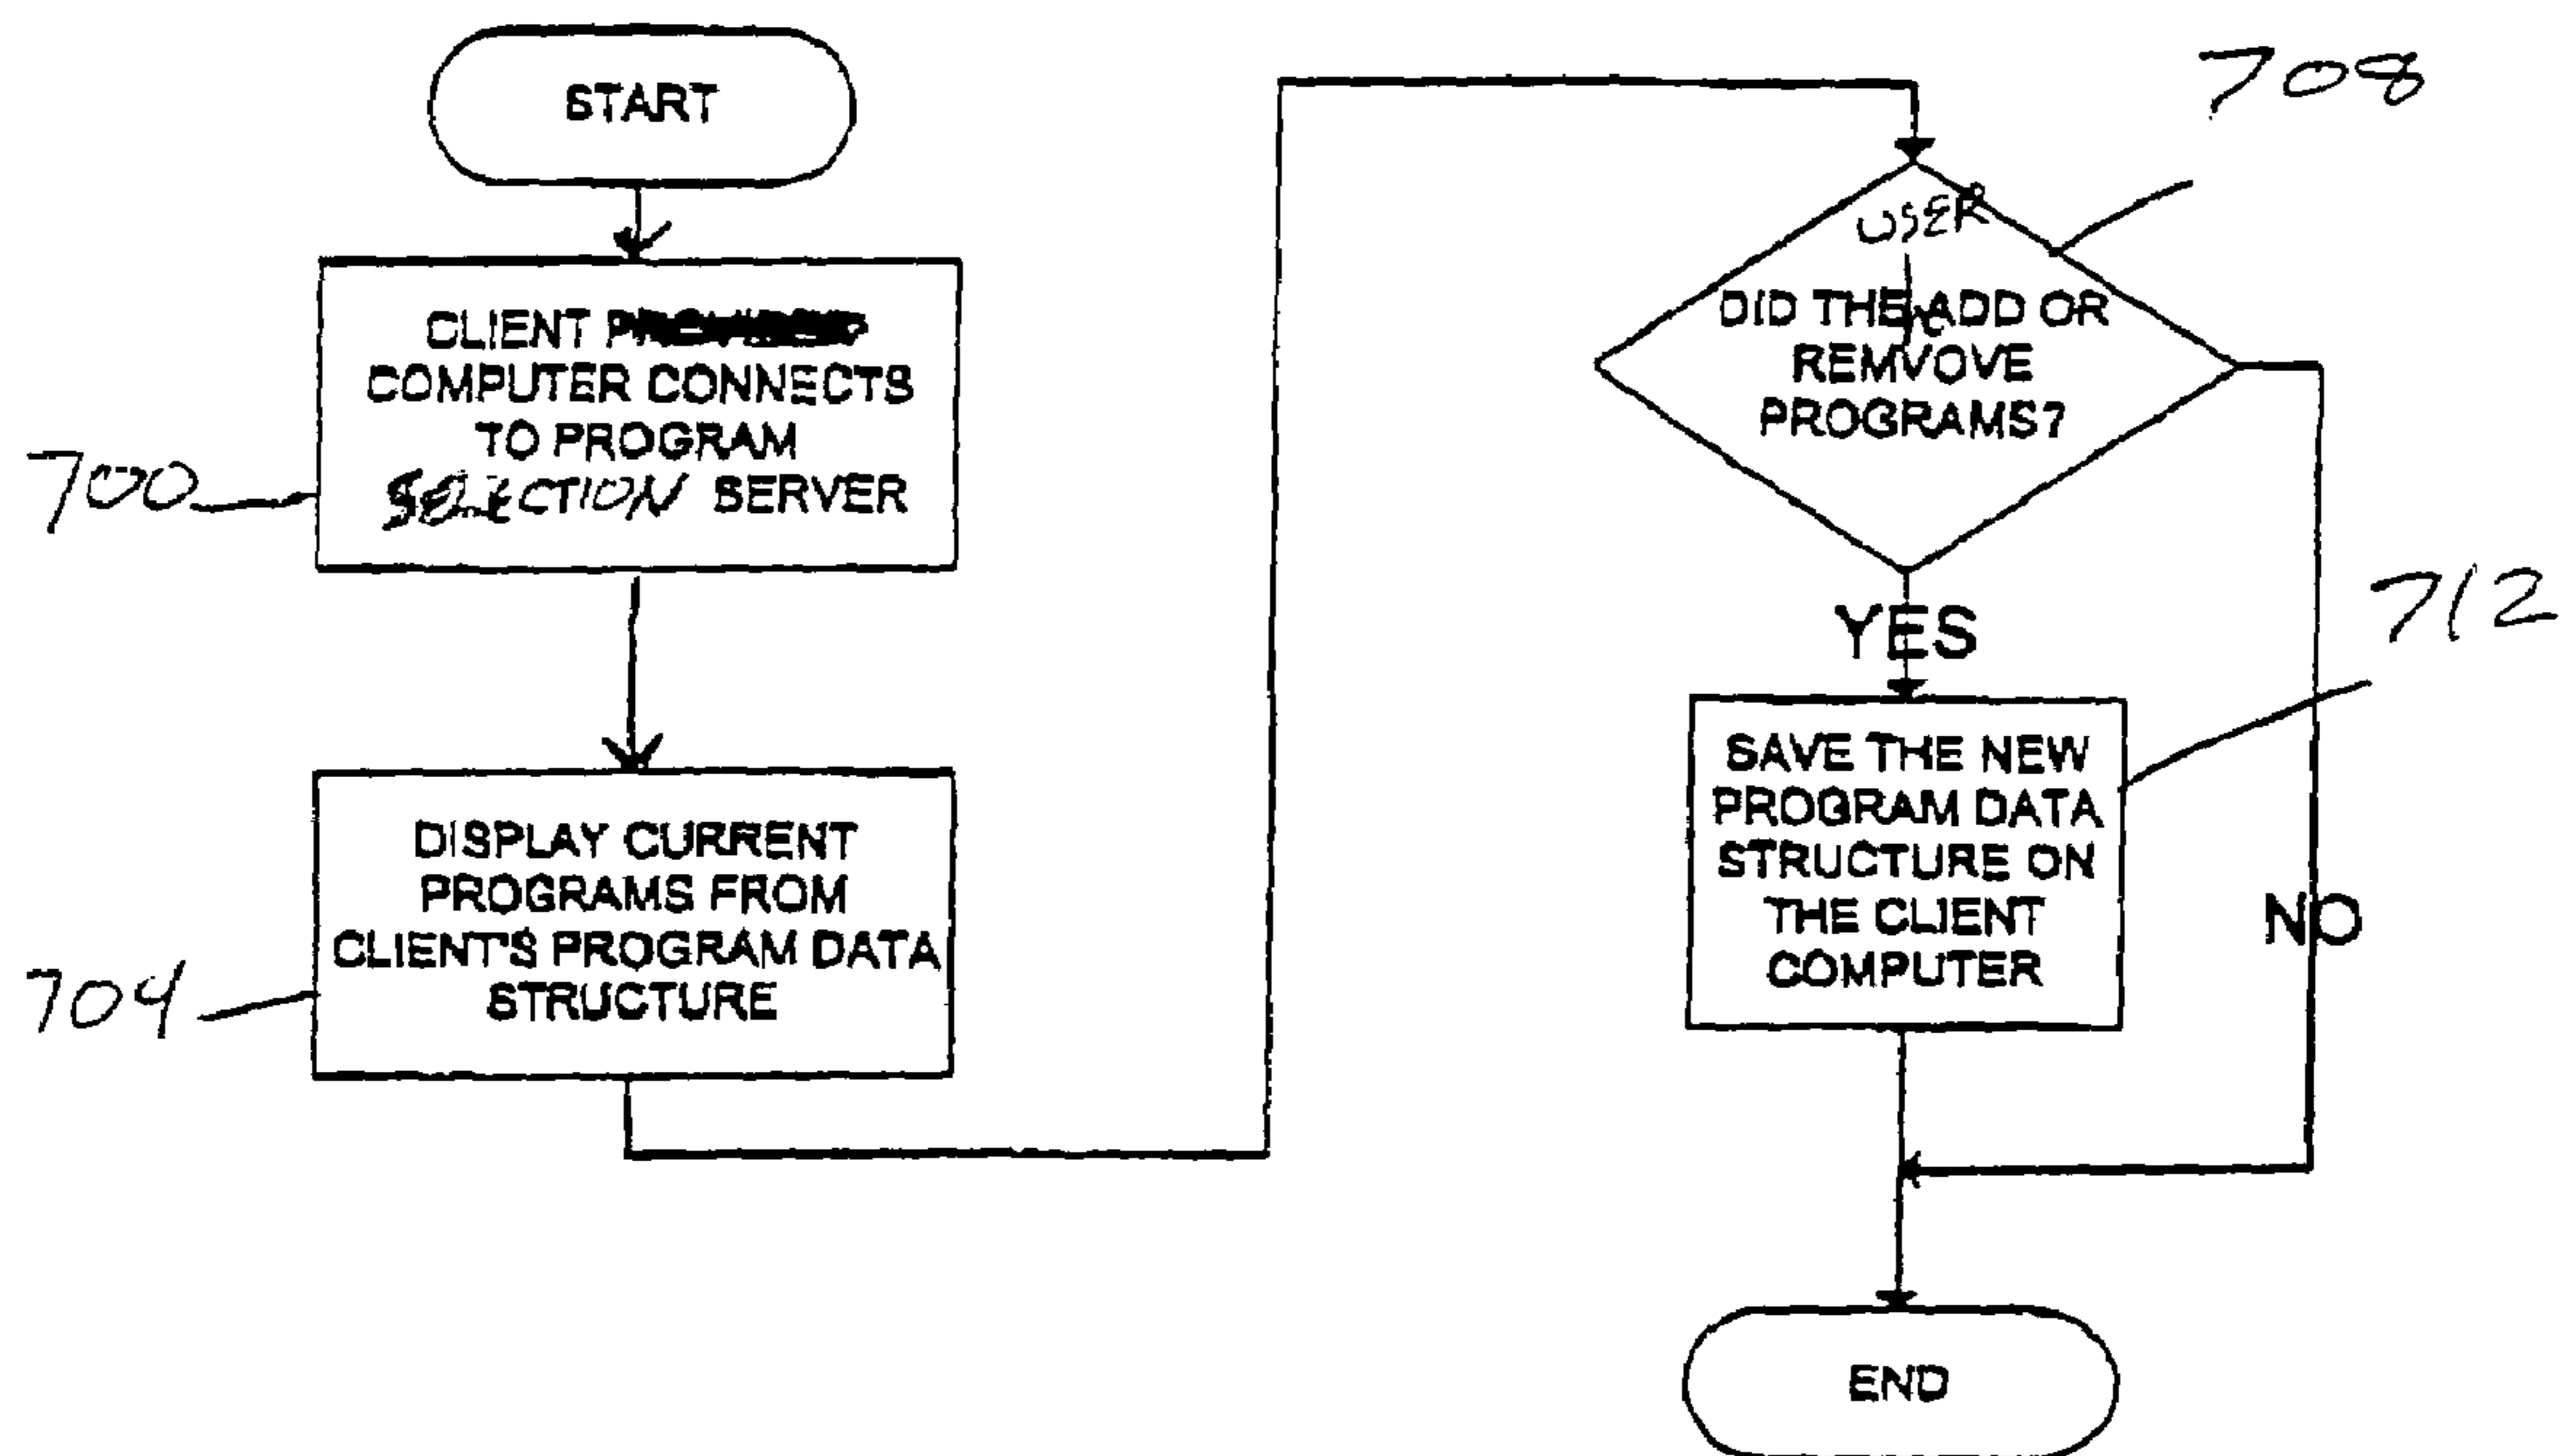 START
CLIENT
COMPUTER CONNECTS
TO PROGRAM
SELECTION SERVER
700
DISPLAY CURRENT
PROGRAMS FROM
CLIENT'S PROGRAM DATA
STRUCTURE
704
708
USER
DID THE ADD OR
REMVOVE
PROGRAMS?
YES
712
SAVE THE NEW
PROGRAM DATA
STRUCTURE ON
THE CLIENT
COMPUTER
NO
END